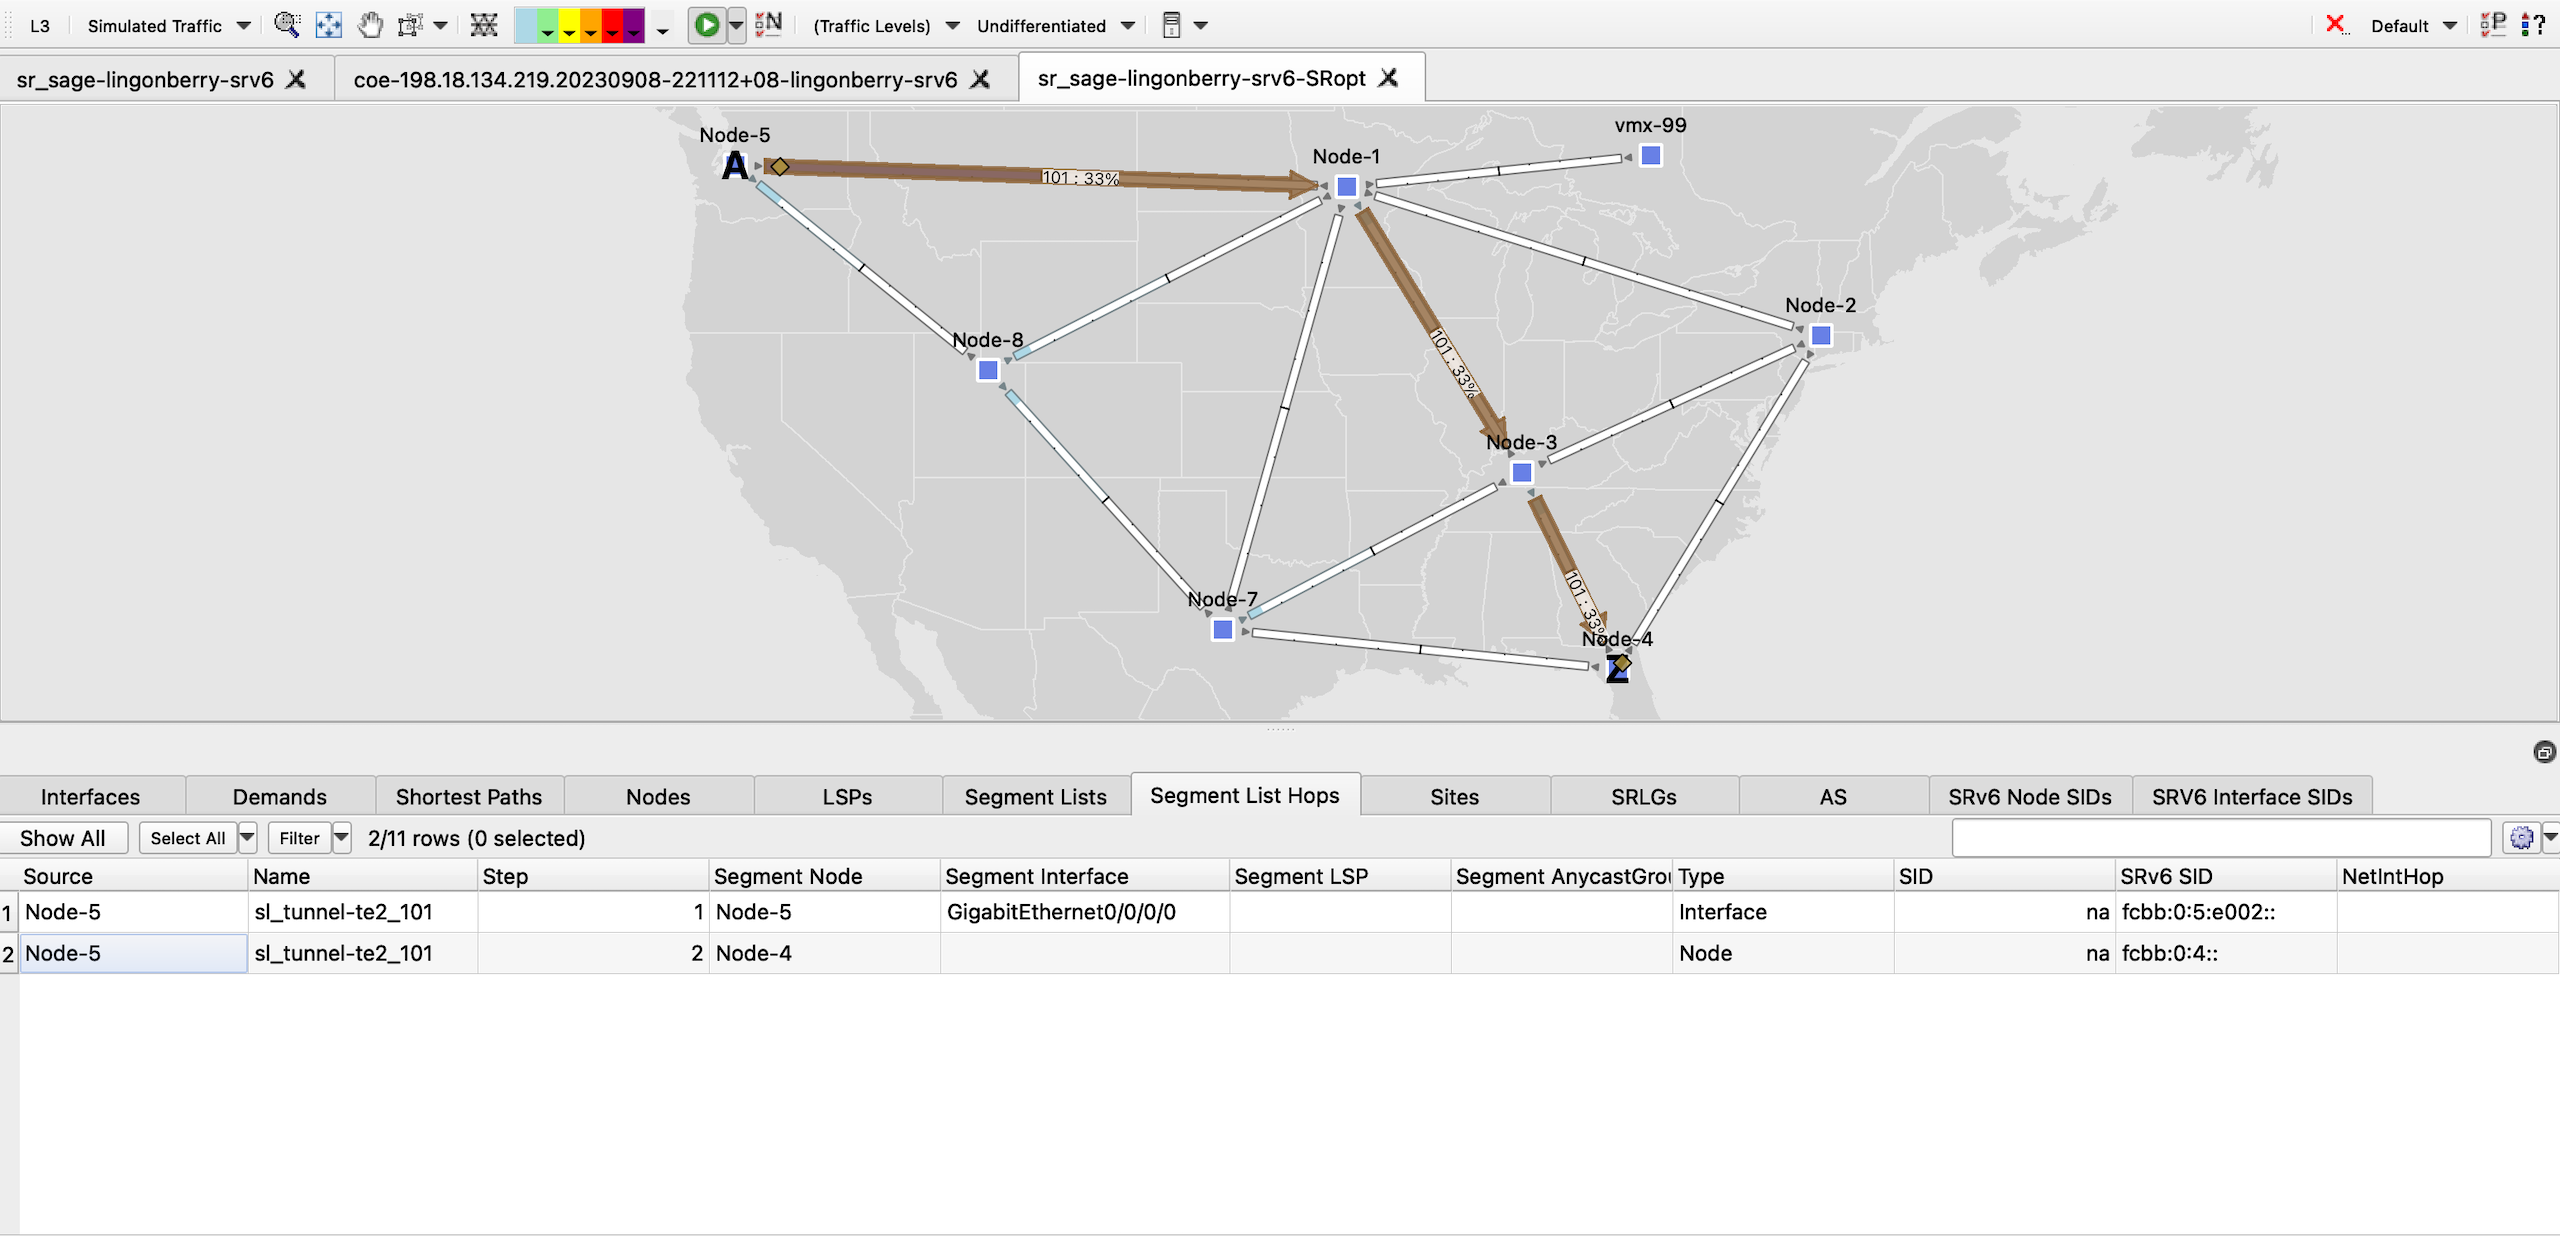 L3 Simulated Traffic (Traffic Levels) Undifferentiated Default
sr_sage-lingonberry-srv6 coe-198.18.134.219.20230908-221112+08-lingonberry-srv6 sr_sage-lingonberry-srv6-SRopt
vmx-99
Node-5
Node-1
A
101 : 33%
Node-2
Node-8
101 : 33%
Node-3
Node-7
101 : 33%
Node-4
Z
Interfaces Demands Shortest Paths Nodes LSPs Segment Lists Segment List Hops Sites SRLGs AS SRv6 Node SIDs SRV6 Interface SIDs
Show All Select All Filter 2/11 rows (0 selected)
Source Name Step Segment Node Segment Interface Segment LSP Segment AnycastGrou Type SID SRv6 SID NetIntHop
1 Node-5 sl_tunnel-te2_101 1 Node-5 GigabitEthernet0/0/0/0 Interface na fcbb:0:5:e002::
2 Node-5 sl_tunnel-te2_101 2 Node-4 Node na fcbb:0:4::